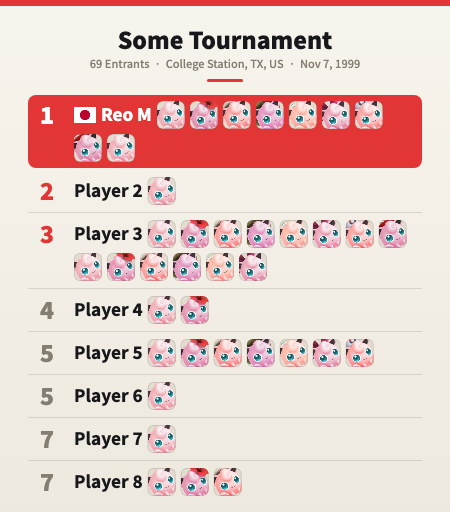 Some Tournament
69 Entrants · College Station, TX, US · Nov 7, 1999
1 Reo M
2 Player 2
3 Player 3
4 Player 4
5 Player 5
5 Player 6
7 Player 7
7 Player 8